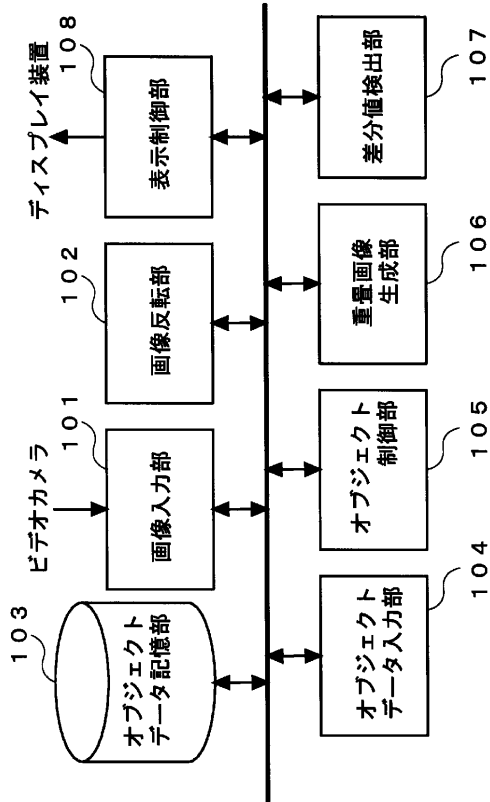 103
オブジェクト
データ記憶部
ビデオカメラ
101
画像入力部
102
画像反転部
ディスプレイ装置
108
表示制御部
オブジェクト
データ入力部
104
オブジェクト
制御部
105
重畳画像
生成部
106
差分値検出部
107